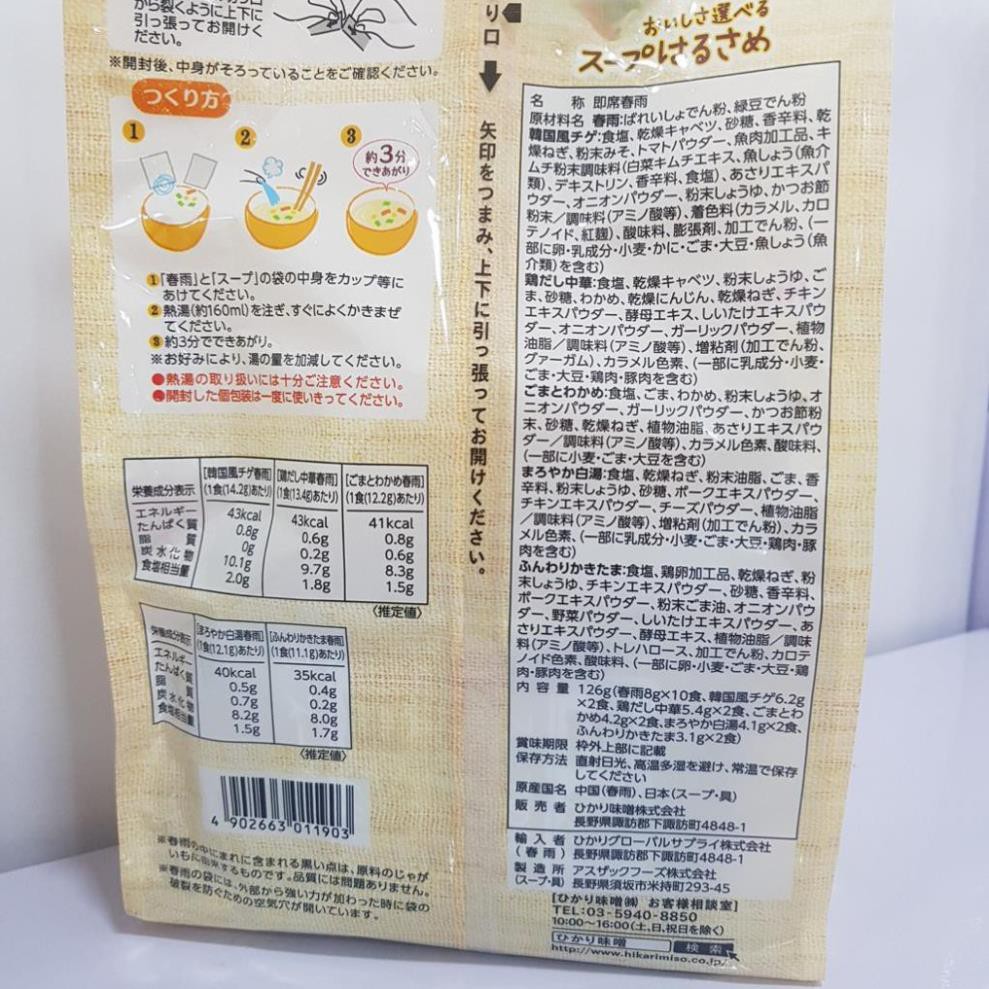 から裂くように上下に
引っ張ってお開けく
ださい。
※開封後、中身がそろっていることをご確認ください。
つくり方
1
2
3
約3分
できあがり
1「春雨」と「スープ」の袋の中身をカップ等に
あけてください。
2熱湯(約160ml)を注ぎ、すぐによくかきまぜ
てください。
3約3分でできあがり。
※お好みにより、湯の量を加減してください。
●熱湯の取り扱いには十分ご注意ください。
●開封した個包装は一度に使いきってください。
栄養成分表示 [韓国風チゲ春雨] [鶏だし中華春雨] [ごまとわかめ春雨]
(1食(14.2g)あたり) (1食(13.4g)あたり) (1食(12.2g)あたり)
エネルギー 43kcal 43kcal 41kcal
たんぱく質 0.8g 0.6g 0.8g
脂質 0g 0.2g 0.6g
炭水化物 10.1g 9.7g 8.3g
食塩相当量 2.0g 1.8g 1.5g
〈推定値〉
栄養成分表示 [まろやか白湯春雨] [ふんわりかきたま春雨]
(1食(12.1g)あたり) (1食(11.1g)あたり)
エネルギー 40kcal 35kcal
たんぱく質 0.5g 0.4g
脂質 0.7g 0.2g
炭水化物 8.2g 8.0g
食塩相当量 1.5g 1.7g
〈推定値〉
4 902663 011903
※春雨の中にまれに含まれる黒い点は、原料のじゃが
いもに由来するものです。品質には問題ありません。
※春雨の袋には、外部から強い力が加わった時に袋の
破裂を防ぐための空気穴が開いています。
り口
矢印をつまみ、上下に引っ張ってお開けください。
おいしさ選べる
スープはるさめ
名称 即席春雨
原材料名 春雨:ばれいしょでん粉、緑豆でん粉
韓国風チゲ:食塩、乾燥キャベツ、砂糖、香辛料、乾
燥ねぎ、粉末みそ、トマトパウダー、魚肉加工品、キ
ムチ粉末調味料(白菜キムチエキス、魚しょう(魚介
類)、デキストリン、香辛料、食塩)、あさりエキスパ
ウダー、オニオンパウダー、粉末しょうゆ、かつお節
粉末/調味料(アミノ酸等)、着色料(カラメル、カロ
テノイド、紅麹)、酸味料、膨張剤、加工でん粉、(一
部に卵・乳成分・小麦・かに・ごま・大豆・魚しょう(魚
介類)を含む)
鶏だし中華:食塩、乾燥キャベツ、粉末しょうゆ、ご
ま、砂糖、わかめ、乾燥にんじん、乾燥ねぎ、チキン
エキスパウダー、酵母エキス、しいたけエキスパウ
ダー、オニオンパウダー、ガーリックパウダー、植物
油脂/調味料(アミノ酸等)、増粘剤(加工でん粉、
グァーガム)、カラメル色素、(一部に乳成分・小麦・
ごま・大豆・鶏肉・豚肉を含む)
ごまとわかめ:食塩、ごま、わかめ、粉末しょうゆ、オ
ニオンパウダー、ガーリックパウダー、かつお節粉
末、砂糖、乾燥ねぎ、植物油脂、あさりエキスパウ
ダー/調味料(アミノ酸等)、カラメル色素、酸味料、
(一部に小麦・ごま・大豆を含む)
まろやか白湯:食塩、乾燥ねぎ、粉末油脂、ごま、香
辛料、粉末しょうゆ、砂糖、ポークエキスパウダー、
チキンエキスパウダー、チーズパウダー、植物油脂
/調味料(アミノ酸等)、増粘剤(加工でん粉)、カラ
メル色素、(一部に乳成分・小麦・ごま・大豆・鶏肉・豚
肉を含む)
ふんわりかきたま:食塩、鶏卵加工品、乾燥ねぎ、粉
末しょうゆ、チキンエキスパウダー、砂糖、香辛料、
ポークエキスパウダー、粉末ごま油、オニオンパウ
ダー、野菜パウダー、しいたけエキスパウダー、あ
さりエキスパウダー、酵母エキス、植物油脂/調味
料(アミノ酸等)、トレハロース、加工でん粉、カロテ
ノイド色素、酸味料、(一部に卵・小麦・ごま・大豆・鶏
肉・豚肉を含む)
内容量 126g(春雨8g×10食、韓国風チゲ6.2g
×2食、鶏だし中華5.4g×2食、ごまとわ
かめ4.2g×2食、まろやか白湯4.1g×2食、
ふんわりかきたま3.1g×2食)
賞味期限 枠外上部に記載
保存方法 直射日光、高温多湿を避け、常温で保存
してください
原産国名 中国(春雨)、日本(スープ・具)
販売者 ひかり味噌株式会社
長野県諏訪郡下諏訪町4848-1
輸入者 ひかりグローバルサプライ株式会社
(春雨) 長野県諏訪郡下諏訪町4848-1
製造所 アスザックフーズ株式会社
(スープ・具) 長野県須坂市米持町293-45
[ひかり味噌㈱ お客様相談室]
TEL:03-5940-8850
10:00~16:00(土、日、祝日を除く)
ひかり味噌 検索
http://www.hikarimiso.co.jp/